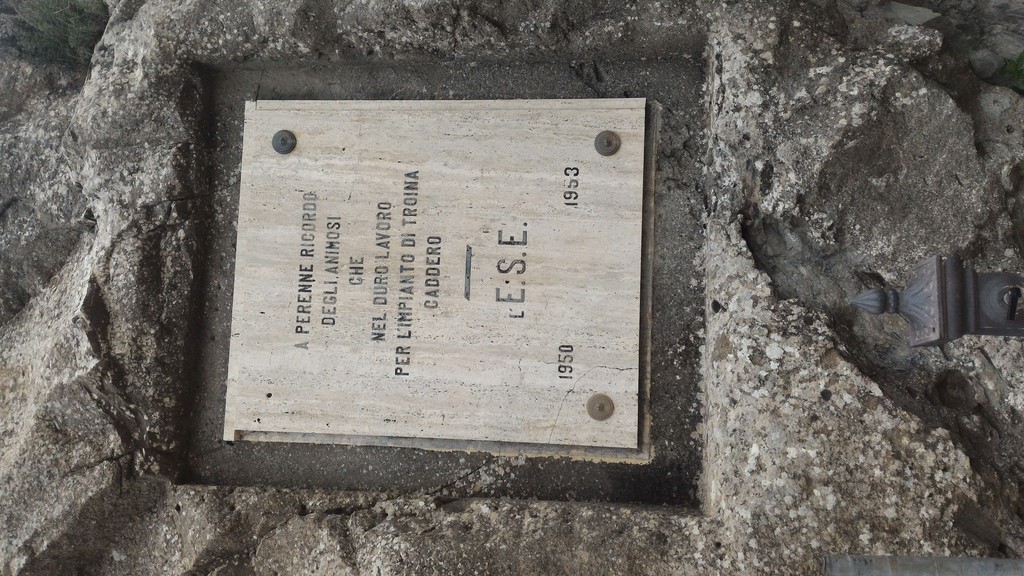 A PERENNE RICORDO
DEGLI ANIMOSI
CHE
NEL DURO LAVORO
PER L'IMPIANTO DI TROINA
CADDERO
L'E.S.E.
1950 1953